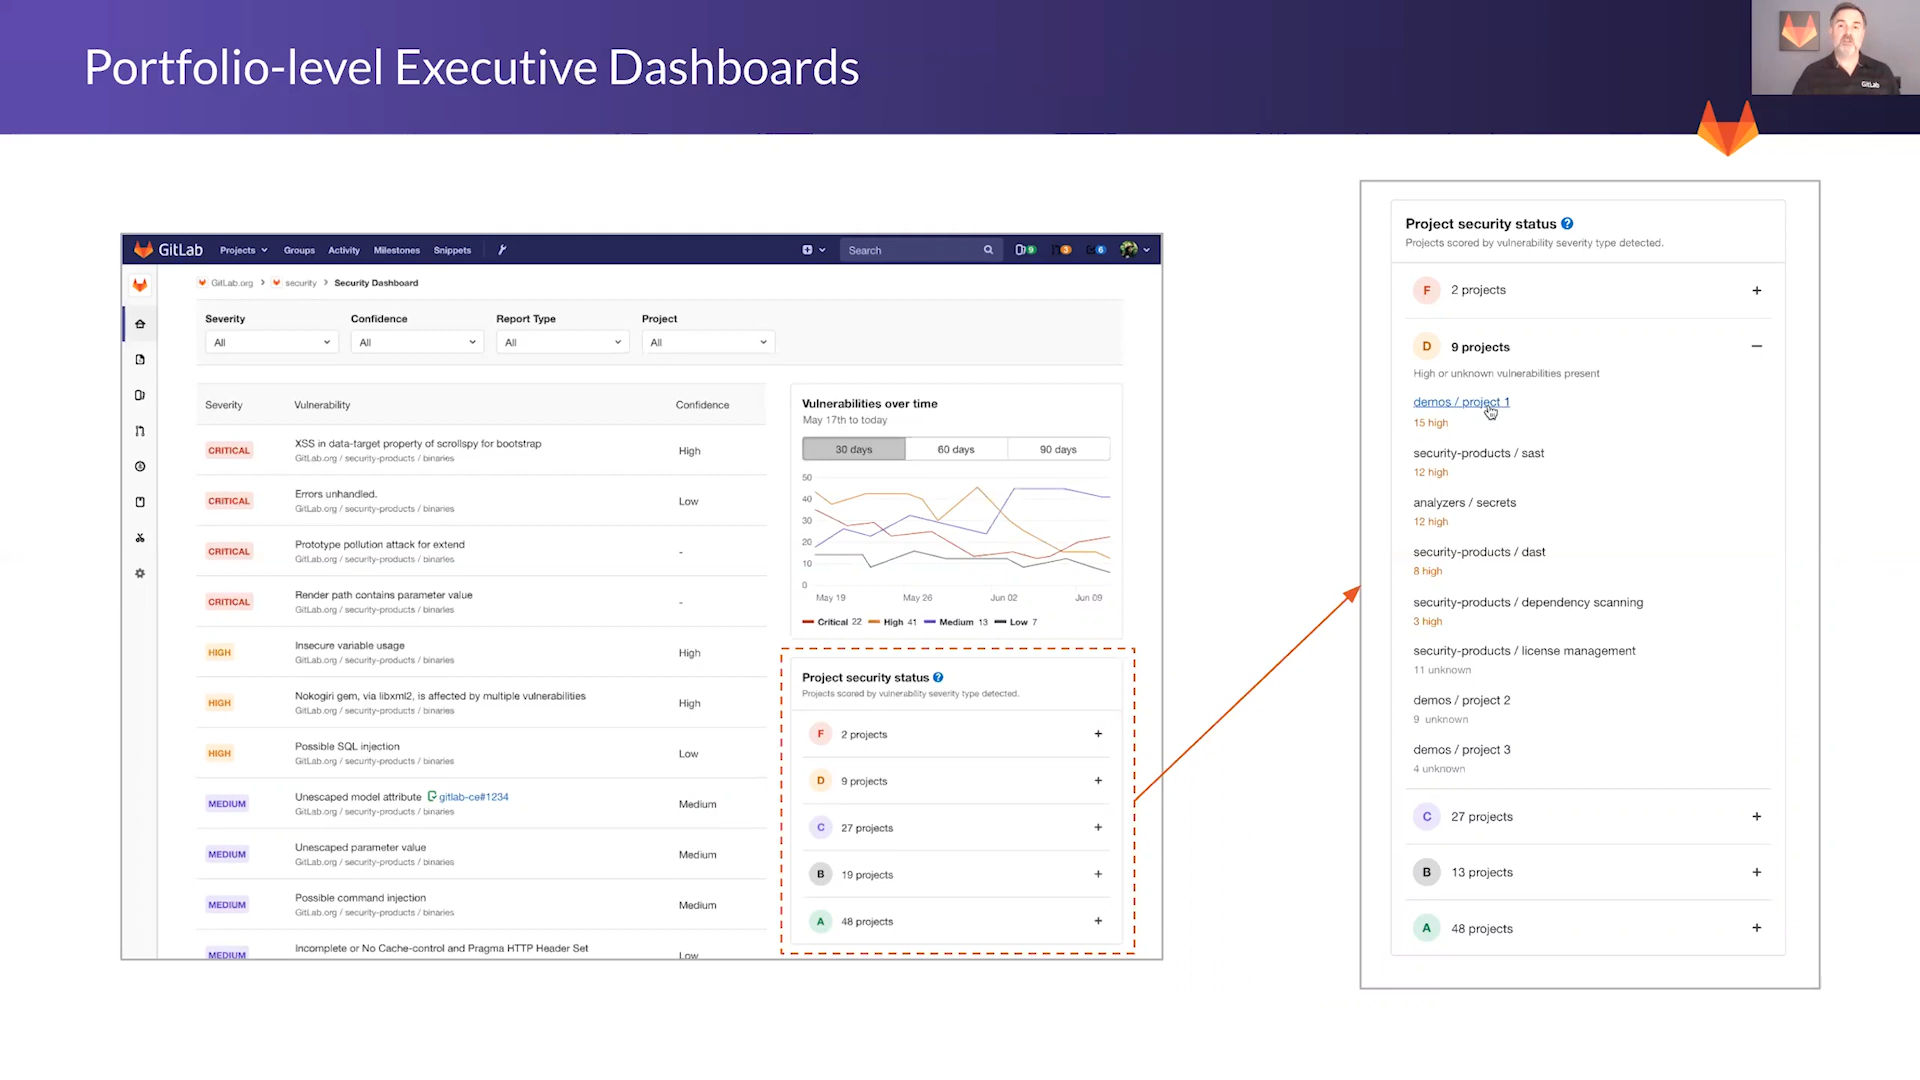 Portfolio-level Executive Dashboards
GitLab
GitLab
Projects
Groups
Activity
Milestones
Snippets
Search
9
3
6
GitLab.org > security > Security Dashboard
Severity
Confidence
Report Type
Project
All
All
All
All
Severity
Vulnerability
Confidence
CRITICAL
XSS in data-target property of scrollspy for bootstrap
GitLab.org / security-products / binaries
High
CRITICAL
Errors unhandled.
GitLab.org / security-products / binaries
Low
CRITICAL
Prototype pollution attack for extend
GitLab.org / security-products / binaries
-
CRITICAL
Render path contains parameter value
GitLab.org / security-products / binaries
-
HIGH
Insecure variable usage
GitLab.org / security-products / binaries
High
HIGH
Nokogiri gem, via libxml2, is affected by multiple vulnerabilities
GitLab.org / security-products / binaries
High
HIGH
Possible SQL injection
GitLab.org / security-products / binaries
Low
MEDIUM
Unescaped model attribute gitlab-ce#1234
GitLab.org / security-products / binaries
Medium
MEDIUM
Unescaped parameter value
GitLab.org / security-products / binaries
Medium
MEDIUM
Possible command injection
GitLab.org / security-products / binaries
Medium
MEDIUM
Incomplete or No Cache-control and Pragma HTTP Header Set
Low
Vulnerabilities over time
May 17th to today
30 days
60 days
90 days
50
40
30
20
10
0
May 19
May 26
Jun 02
Jun 09
Critical 22
High 41
Medium 13
Low 7
Project security status ?
Projects scored by vulnerability severity type detected.
F 2 projects +
D 9 projects +
C 27 projects +
B 19 projects +
A 48 projects +
Project security status ?
Projects scored by vulnerability severity type detected.
F 2 projects +
D 9 projects −
High or unknown vulnerabilities present
demos / project 1
15 high
security-products / sast
12 high
analyzers / secrets
12 high
security-products / dast
8 high
security-products / dependency scanning
3 high
security-products / license management
11 unknown
demos / project 2
9 unknown
demos / project 3
4 unknown
C 27 projects +
B 13 projects +
A 48 projects +